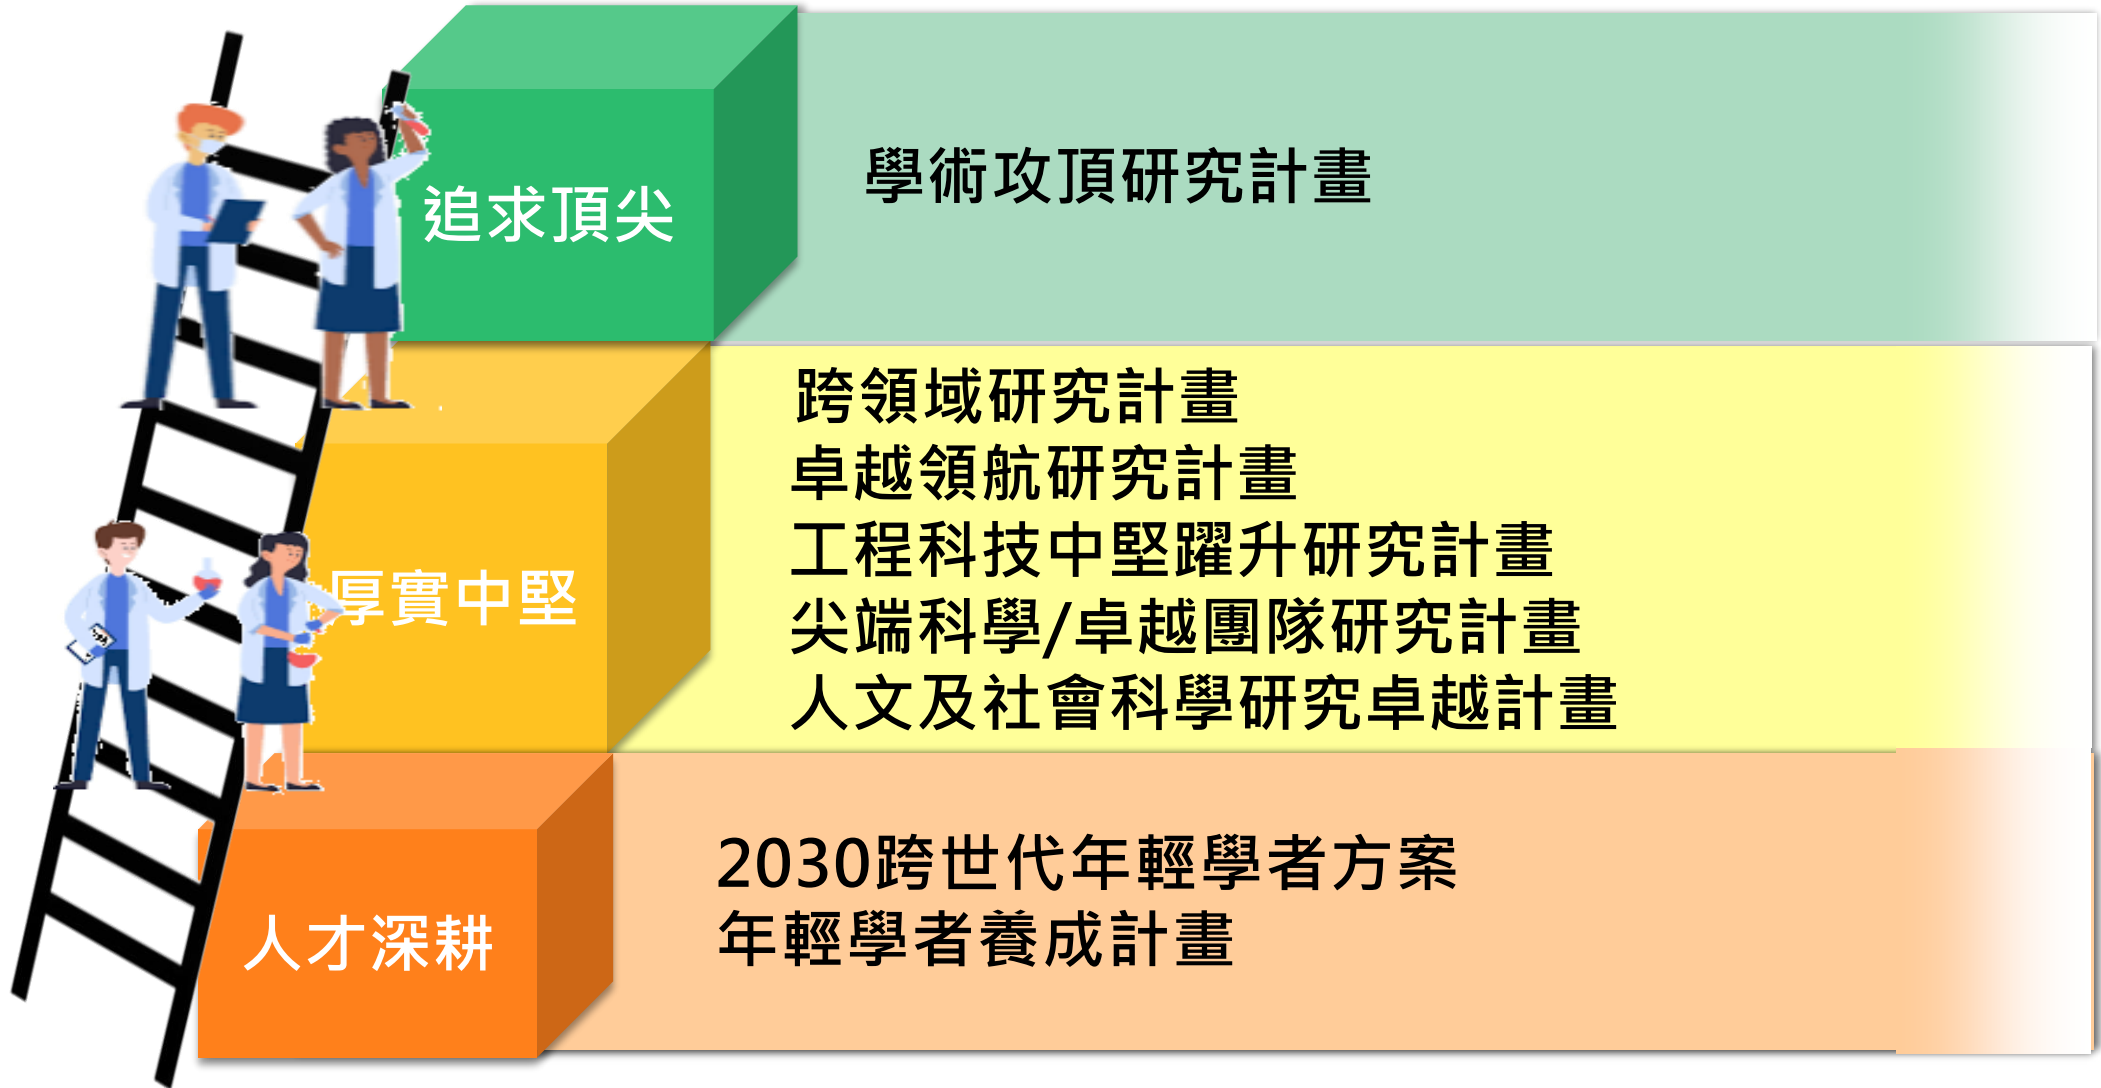 追求頂尖
學術攻頂研究計畫
厚實中堅
跨領域研究計畫
卓越領航研究計畫
工程科技中堅躍升研究計畫
尖端科學/卓越團隊研究計畫
人文及社會科學研究卓越計畫
人才深耕
2030跨世代年輕學者方案
年輕學者養成計畫